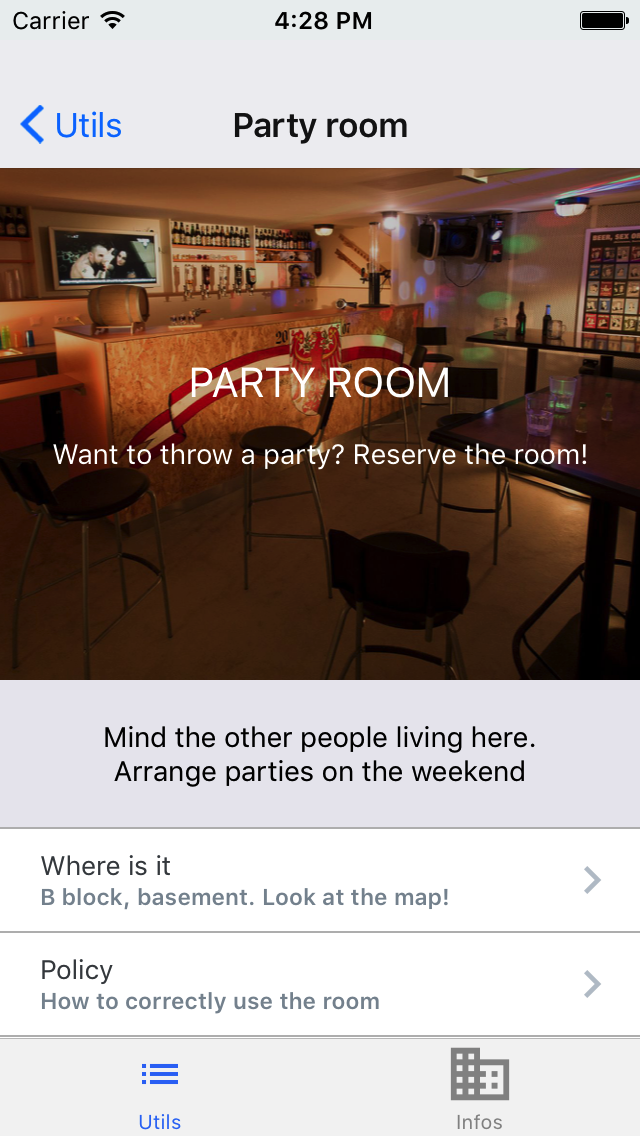 Carrier 4:28 PM
Utils Party room
BEER, SEX
PARTY ROOM
Want to throw a party? Reserve the room!
Mind the other people living here.
Arrange parties on the weekend
Where is it
B block, basement. Look at the map!
Policy
How to correctly use the room
Utils Infos